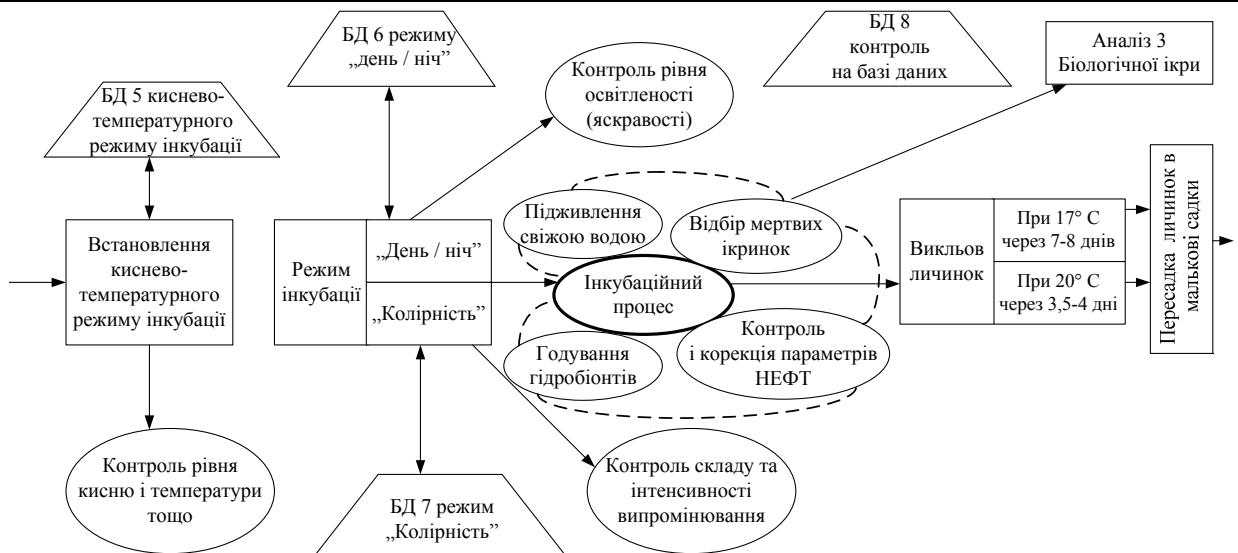 БД 5 киснево-
температурного
режиму інкубації
Встановлення
киснево-
температурного
режиму інкубації
Контроль рівня
кисню і температури
тощо
БД 6 режиму
„день / ніч”
Режим
інкубації
„День / ніч”
„Колірність”
БД 7 режим
„Колірність”
Контроль рівня
освітленості
(яскравості)
Підживлення
свіжою водою
Відбір мертвих
ікринок
Інкубаційний
процес
Годування
гідробіонтів
Контроль
і корекція параметрів
НЕФТ
Контроль складу та
інтенсивності
випромінювання
БД 8
контроль
на базі даних
Аналіз 3
Біологічної ікри
Викльов
личинок
При 17° С
через 7-8 днів
При 20° С
через 3,5-4 дні
Пересадка личинок в
малькові садки